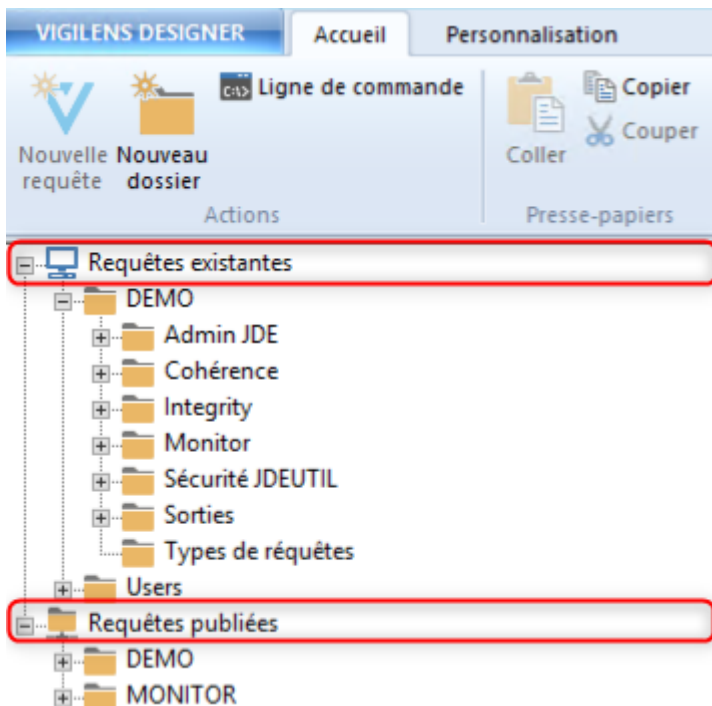 VIGILENS DESIGNER Accueil Personnalisation
C:\> Ligne de commande
Copier
Couper
Nouvelle requête
Nouveau dossier
Coller
Actions
Presse-papiers
Requêtes existantes
DEMO
Admin JDE
Cohérence
Integrity
Monitor
Sécurité JDEUTIL
Sorties
Types de réquêtes
Users
Requêtes publiées
DEMO
MONITOR